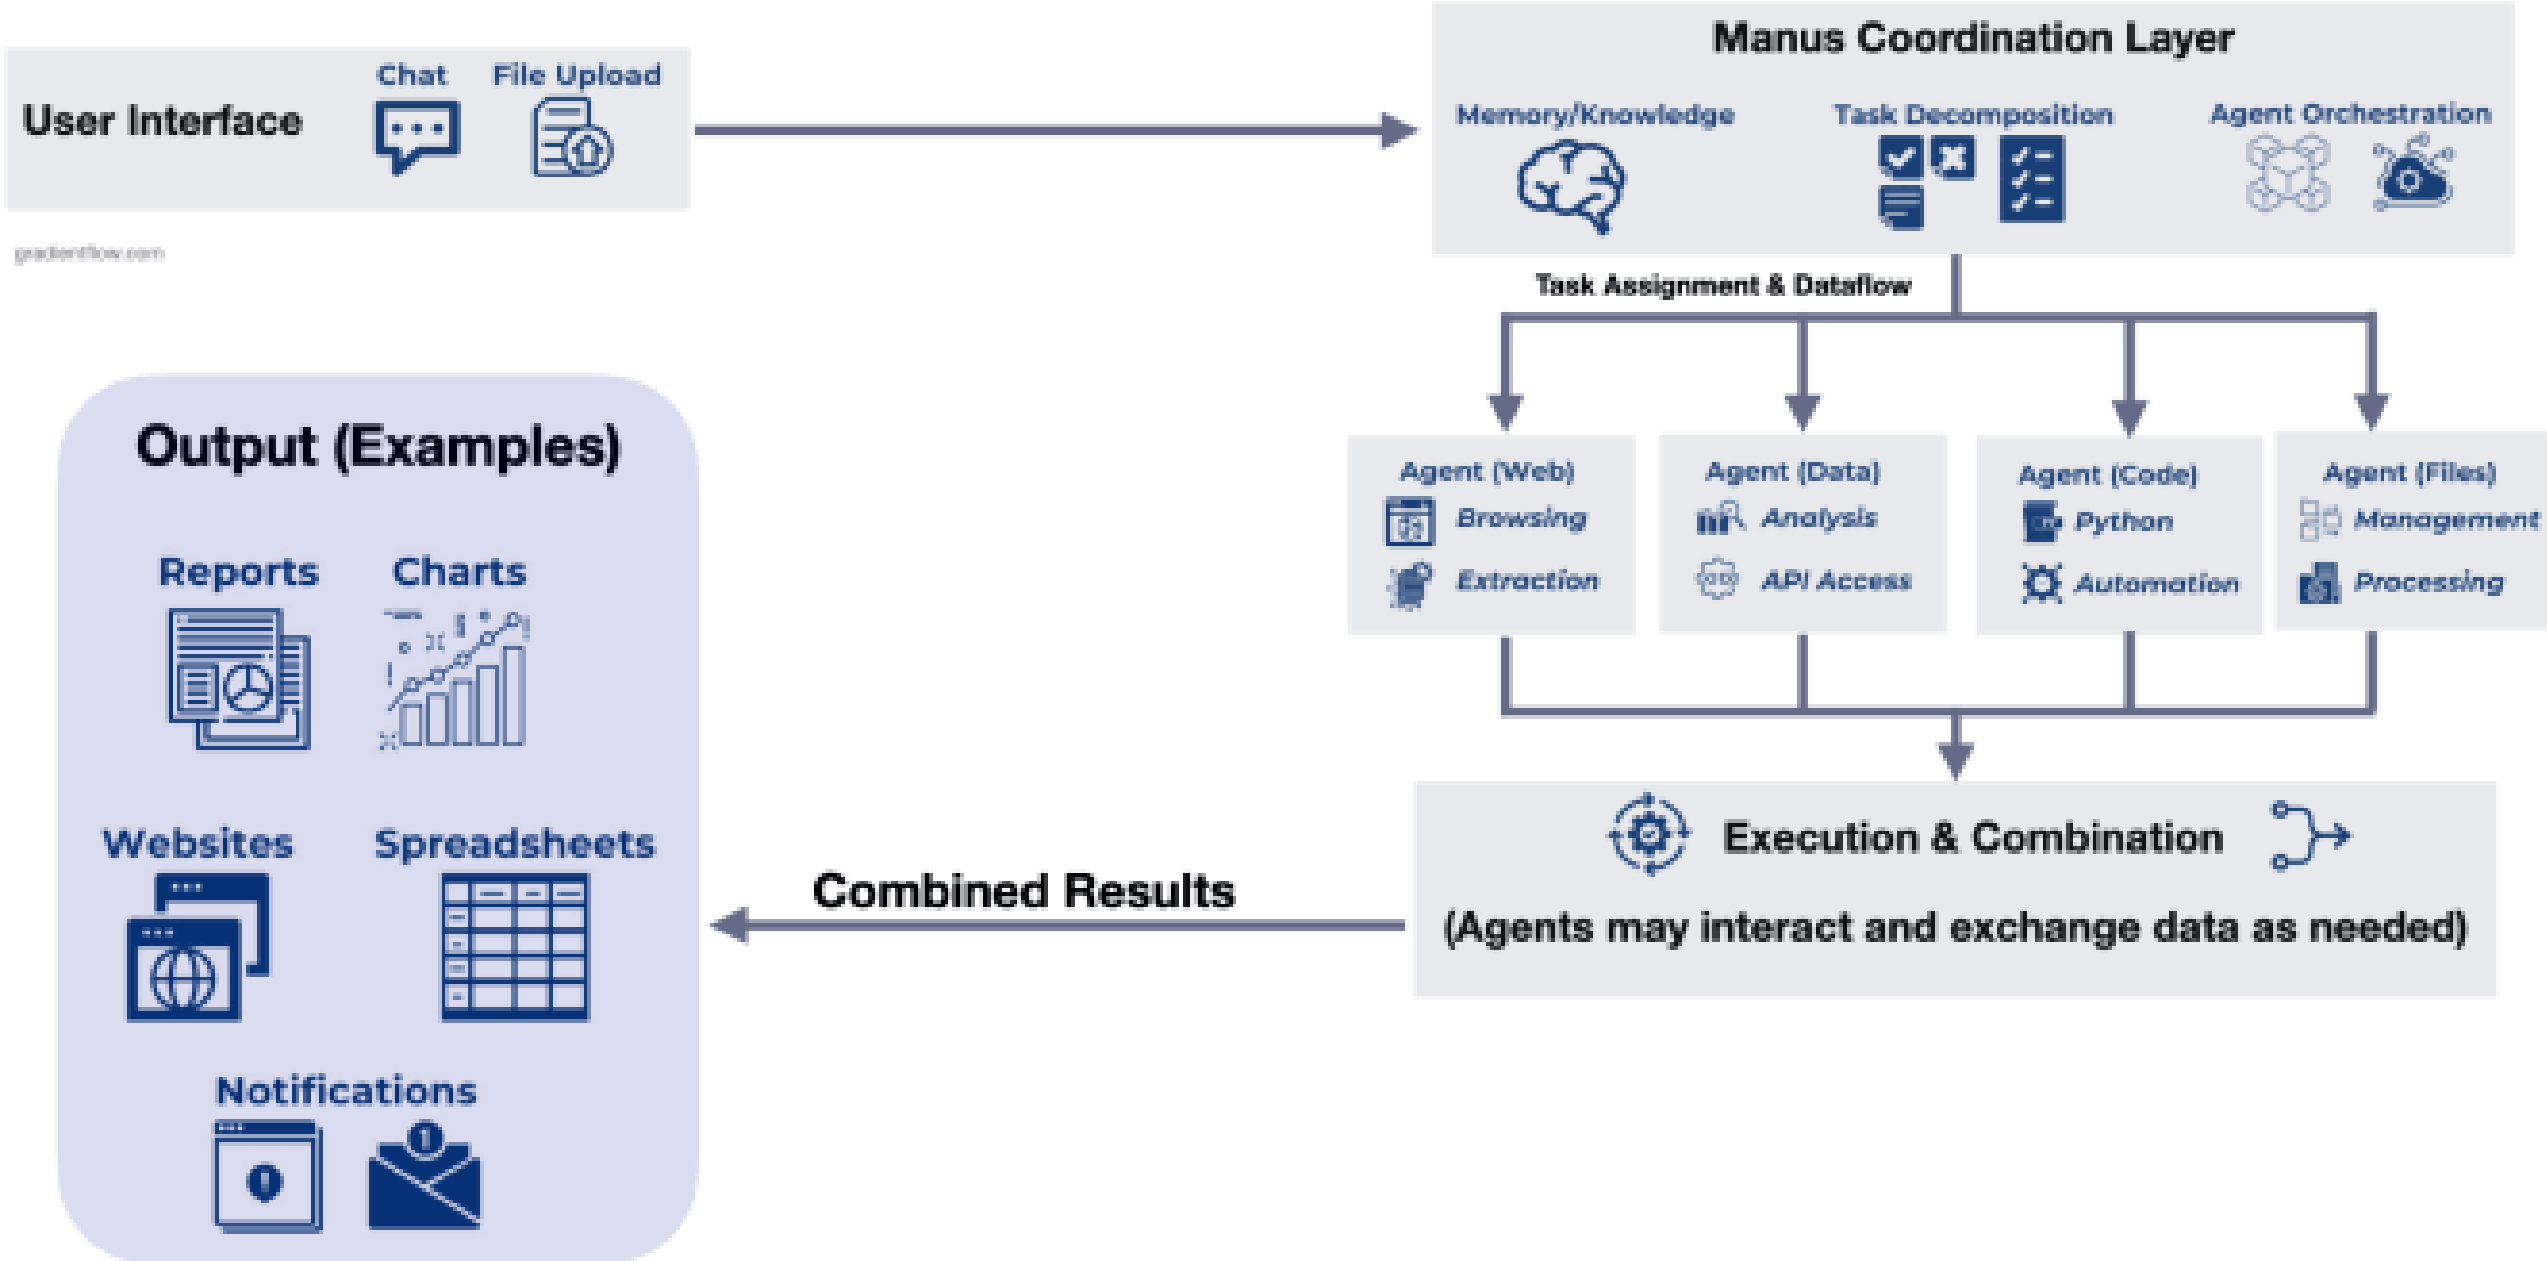 Manus Coordination Layer
User Interface
Chat
File Upload
Memory/Knowledge
Task Decomposition
Agent Orchestration
gradientflow.com
Task Assignment & Dataflow
Agent (Web)
Browsing
Extraction
Agent (Data)
Analysis
API Access
Agent (Code)
Python
Automation
Agent (Files)
Management
Processing
Execution & Combination
(Agents may interact and exchange data as needed)
Combined Results
Output (Examples)
Reports
Charts
Websites
Spreadsheets
Notifications
1